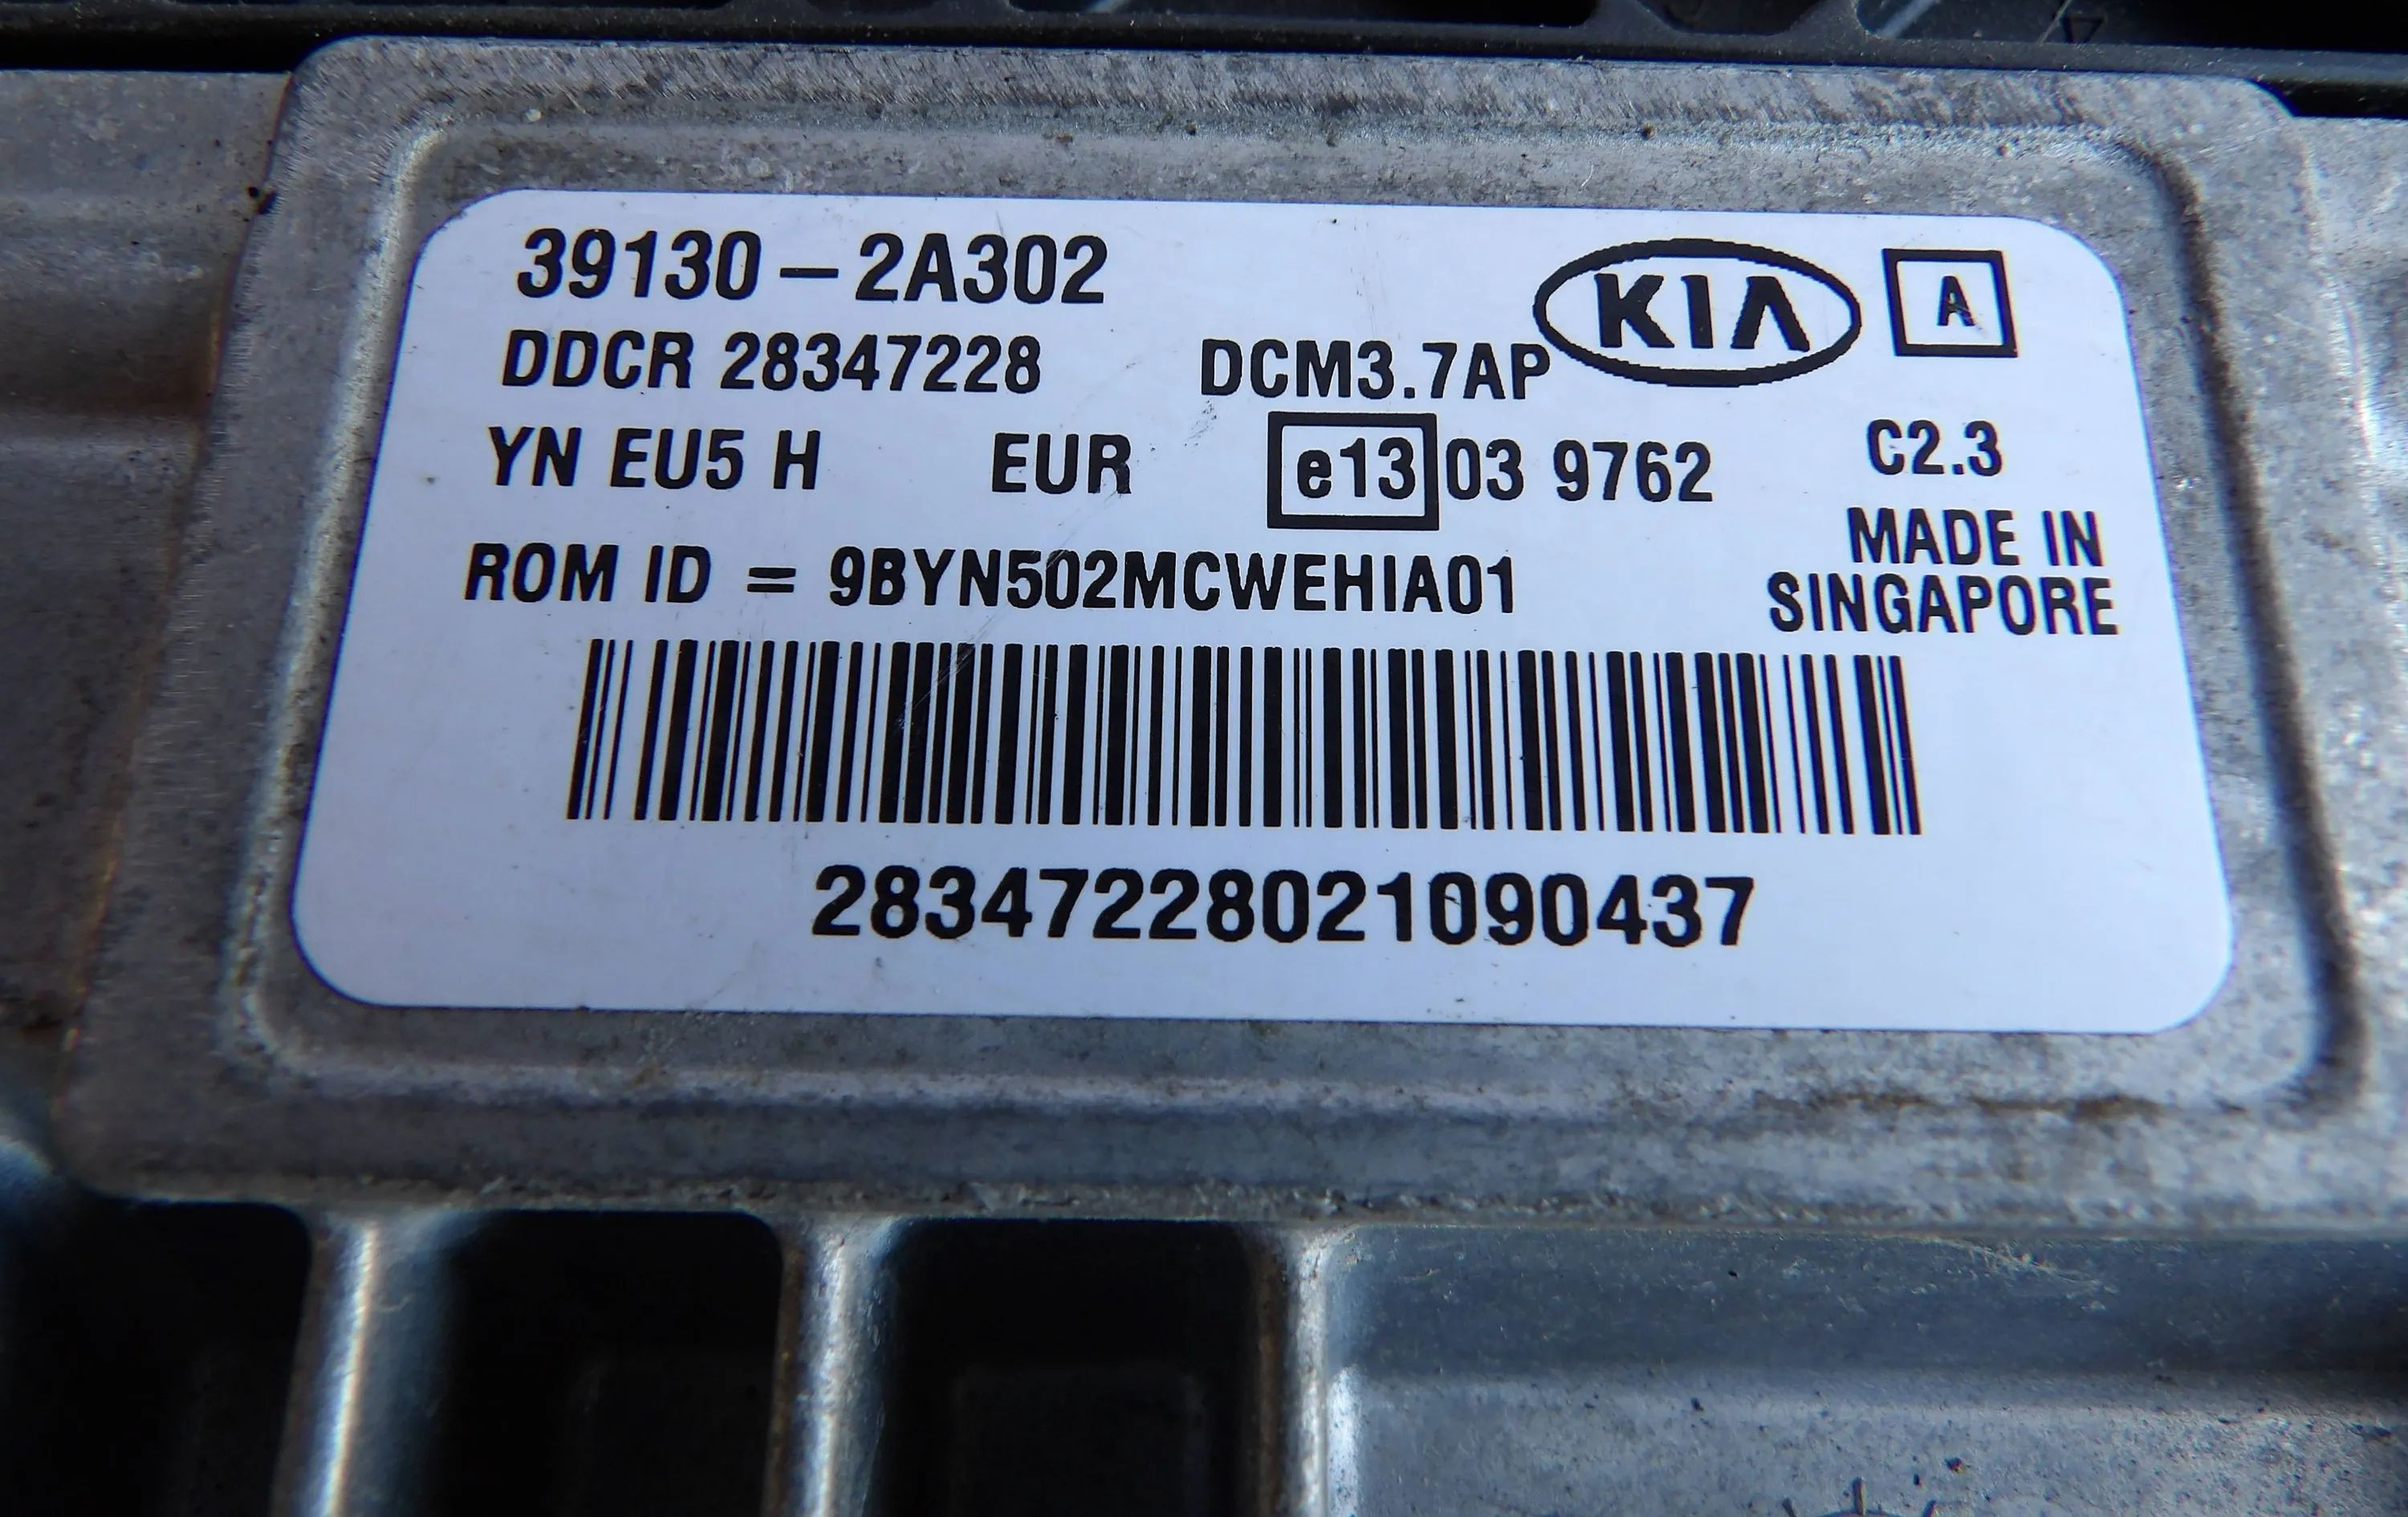 39130-2A302 KIA A
DDCR 28347228 DCM3.7AP
YN EU5 H EUR e13 03 9762 C2.3
MADE IN
ROM ID = 9BYN502MCWEHIA01 SINGAPORE
28347228021090437